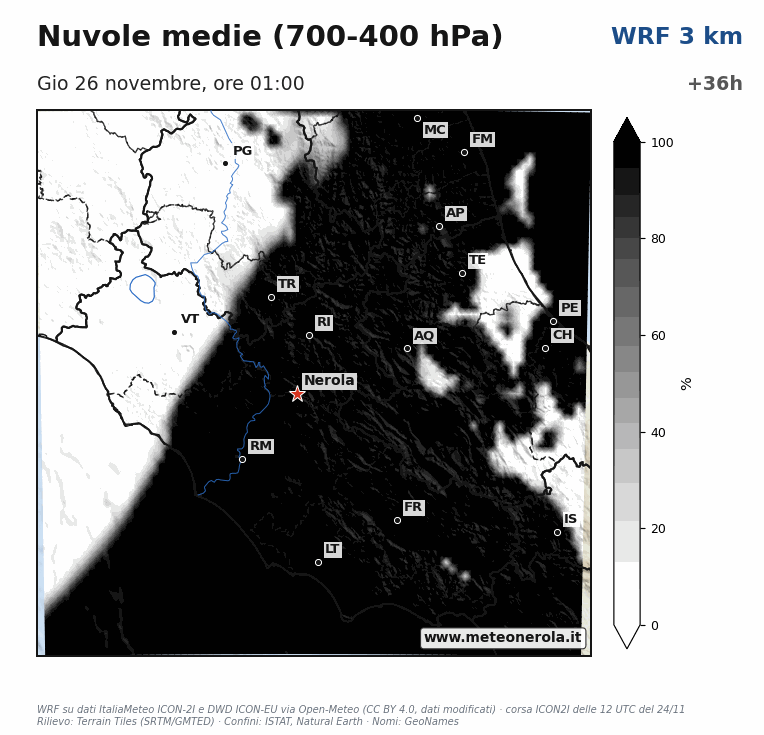 Nuvole medie (700-400 hPa)
WRF 3 km
Gio 26 novembre, ore 01:00
+36h
MC
FM
PG
AP
TE
TR
PE
VT
RI
AQ
CH
Nerola
RM
FR
IS
LT
www.meteonerola.it
100
80
60
40
20
0
%
WRF su dati ItaliaMeteo ICON-2I e DWD ICON-EU via Open-Meteo (CC BY 4.0, dati modificati) · corsa ICON2I delle 12 UTC del 24/11
Rilievo: Terrain Tiles (SRTM/GMTED) · Confini: ISTAT, Natural Earth · Nomi: GeoNames